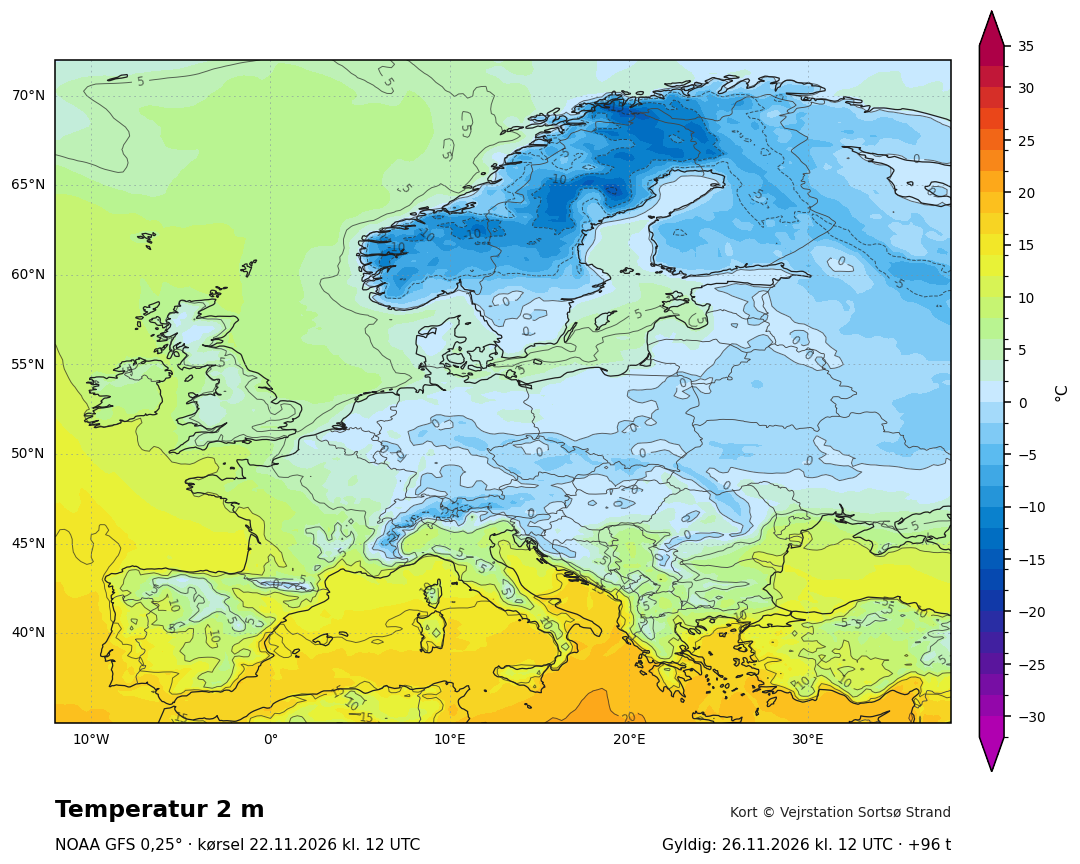 70°N
65°N
60°N
55°N
50°N
45°N
40°N
10°W 0° 10°E 20°E 30°E
35
30
25
20
15
10
5
0
−5
−10
−15
−20
−25
−30
°C
Temperatur 2 m
Kort © Vejrstation Sortsø Strand
NOAA GFS 0,25° · kørsel 22.11.2026 kl. 12 UTC
Gyldig: 26.11.2026 kl. 12 UTC · +96 t